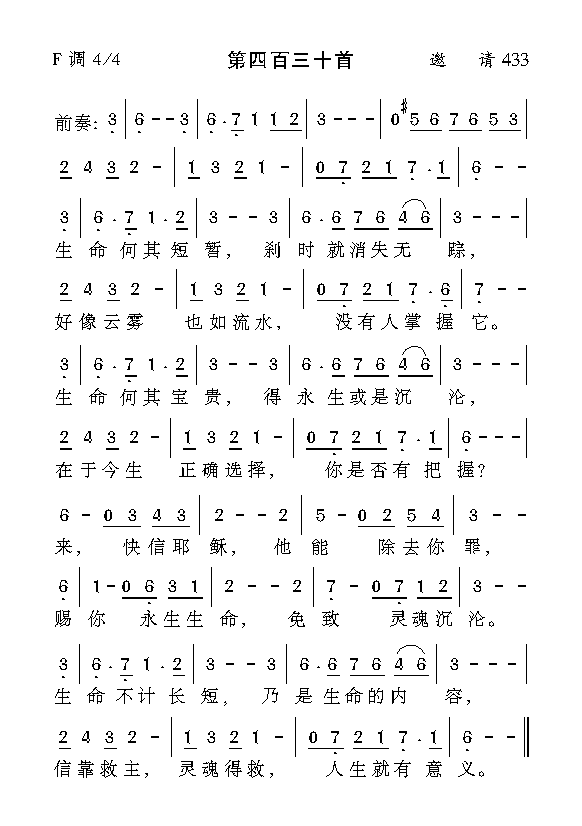 F 调 4/4 第四百三十首 邀 请 433
前奏: 3 | 6 - - 3 | 6 · 7 1 1 2 | 3 - - - | 0 #5 6 7 6 5 3 |
2 4 3 2 - | 1 3 2 1 - | 0 7 2 1 7 · 1 | 6 - -
3 | 6 · 7 1 · 2 | 3 - - 3 | 6 · 6 7 6 4 6 | 3 - - -
生 命 何其 短 暂， 刹 时 就消失无 踪，
2 4 3 2 - | 1 3 2 1 - | 0 7 2 1 7 · 6 | 7 - -
好像云雾 也如流水， 没有人掌 握 它。
3 | 6 · 7 1 · 2 | 3 - - 3 | 6 · 6 7 6 4 6 | 3 - - -
生 命 何其 宝 贵， 得 永 生或是沉 沦，
2 4 3 2 - | 1 3 2 1 - | 0 7 2 1 7 · 1 | 6 - - -
在于今生 正确选择， 你是否有 把 握？
6 - 0 3 4 3 | 2 - - 2 | 5 - 0 2 5 4 | 3 - -
来， 快信耶 稣， 他 能 除去你 罪，
6 | 1 - 0 6 3 1 | 2 - - 2 | 7 - 0 7 1 2 | 3 - -
赐 你 永生生 命， 免 致 灵魂沉 沦。
3 | 6 · 7 1 · 2 | 3 - - 3 | 6 · 6 7 6 4 6 | 3 - - -
生 命 不计 长 短， 乃 是 生命的内 容，
2 4 3 2 - | 1 3 2 1 - | 0 7 2 1 7 · 1 | 6 - ‖
信靠救主， 灵魂得救， 人生就有 意 义。